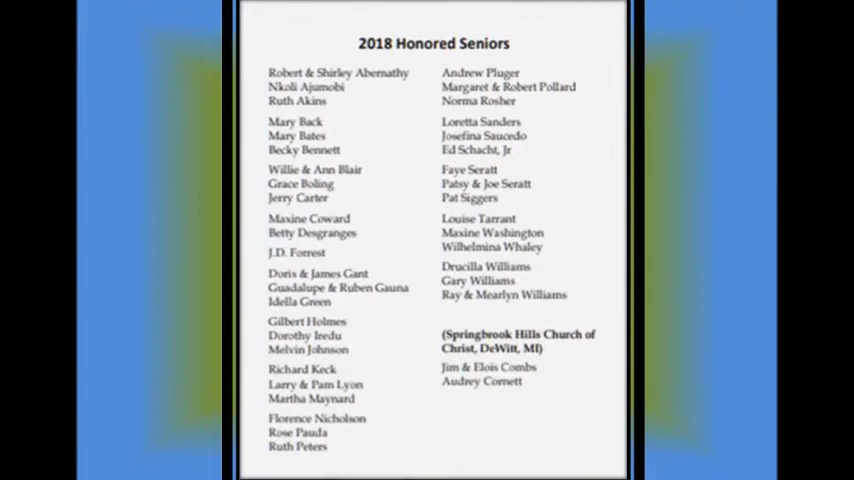 2018 Honored Seniors
Robert & Shirley Abernathy
Nkoli Ajumobi
Ruth Akins
Mary Back
Mary Bates
Becky Bennett
Willie & Ann Blair
Grace Boling
Jerry Carter
Maxine Coward
Betty Desgranges
J.D. Forrest
Doris & James Gant
Guadalupe & Ruben Gauna
Idella Green
Gilbert Holmes
Dorothy Iredu
Melvin Johnson
Richard Keck
Larry & Pam Lyon
Martha Maynard
Florence Nicholson
Rose Pauda
Ruth Peters
Andrew Pluger
Margaret & Robert Pollard
Norma Rosher
Loretta Sanders
Josefina Saucedo
Ed Schacht, Jr
Faye Seratt
Patsy & Joe Seratt
Pat Siggers
Louise Tarrant
Maxine Washington
Wilhelmina Whaley
Drucilla Williams
Gary Williams
Ray & Mearlyn Williams
(Springbrook Hills Church of
Christ, DeWitt, MI)
Jim & Elois Combs
Audrey Cornett